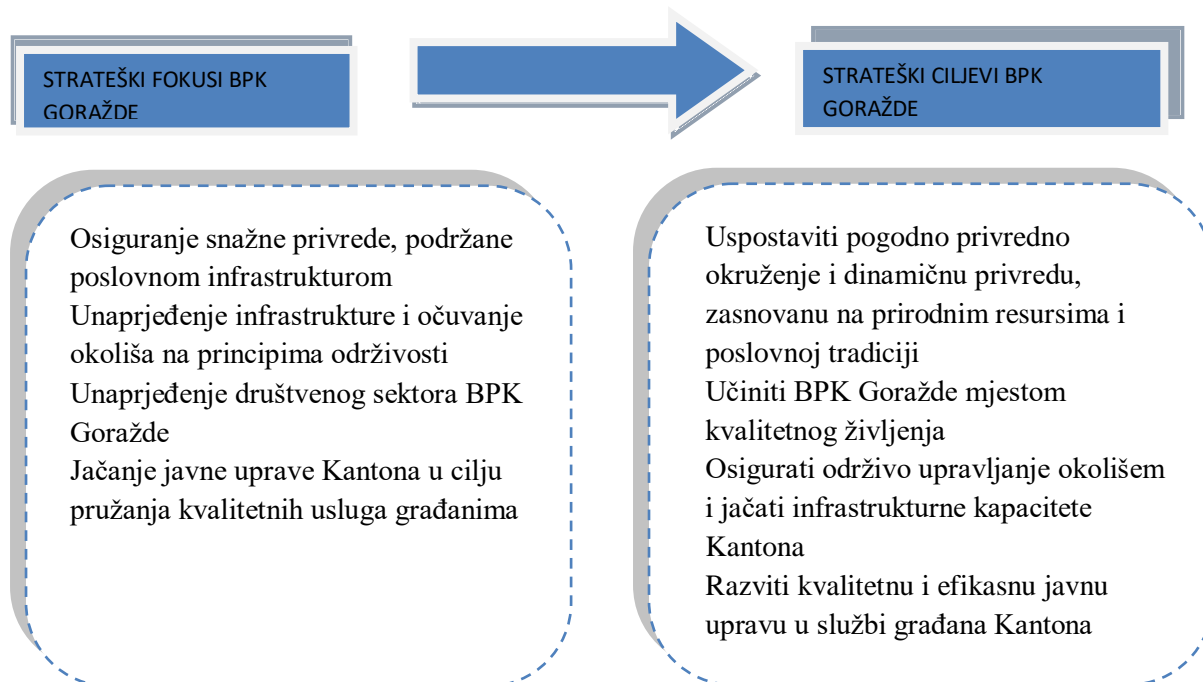 STRATEŠKI FOKUSI BPK
GORAŽDE
STRATEŠKI CILJEVI BPK
GORAŽDE
Osiguranje snažne privrede, podržane
poslovnom infrastrukturom
Unaprjeđenje infrastrukture i očuvanje
okoliša na principima održivosti
Unaprjeđenje društvenog sektora BPK
Goražde
Jačanje javne uprave Kantona u cilju
pružanja kvalitetnih usluga građanima
Uspostaviti pogodno privredno
okruženje i dinamičnu privredu,
zasnovanu na prirodnim resursima i
poslovnoj tradiciji
Učiniti BPK Goražde mjestom
kvalitetnog življenja
Osigurati održivo upravljanje okolišem
i jačati infrastrukturne kapacitete
Kantona
Razviti kvalitetnu i efikasnu javnu
upravu u službi građana Kantona